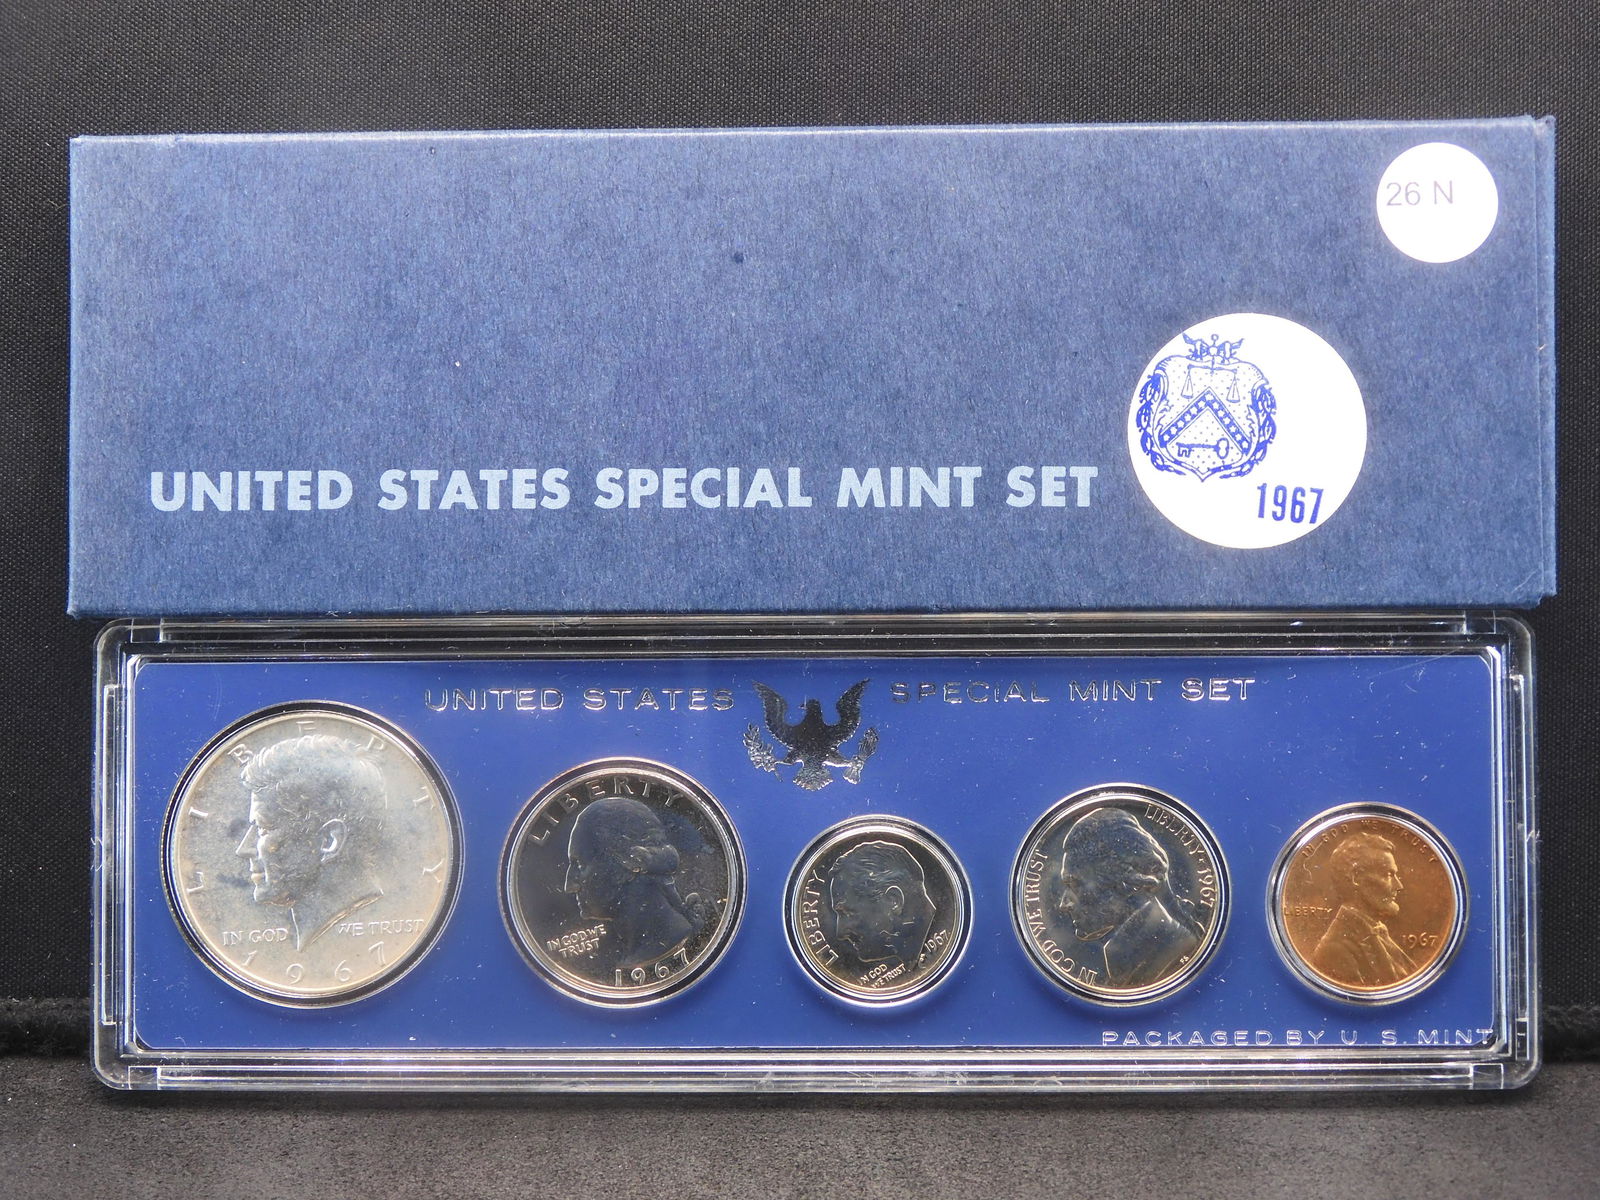 26 N
UNITED STATES SPECIAL MINT SET
1967
UNITED STATES SPECIAL MINT SET
LIBERTY
IN GOD WE TRUST
1967
LIBERTY
IN GOD WE
TRUST
1967
LIBERTY
IN GOD
WE TRUST
1967
IN GOD WE TRUST
LIBERTY · 1967
FS
IN GOD WE TRUST
LIBERTY
1967
PACKAGED BY U. S. MINT